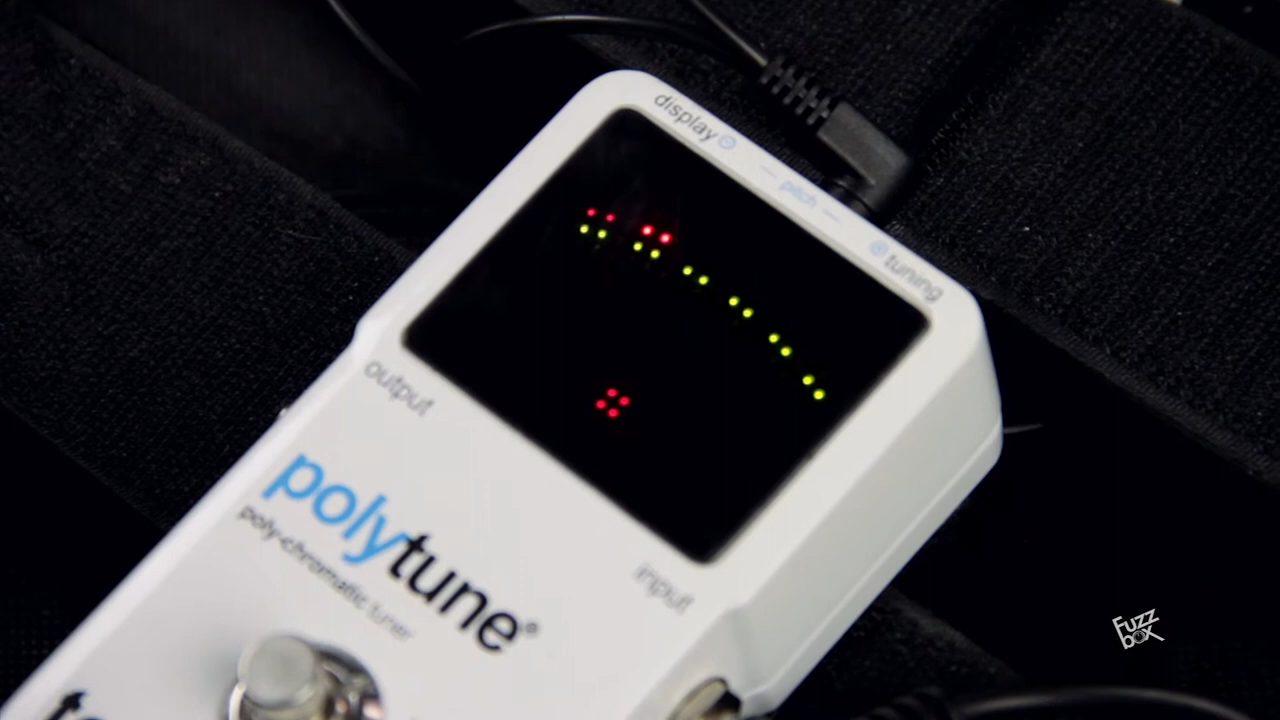 display
pitch
tuning
output
input
polytune®
poly-chromatic tuner
Fuzz
box